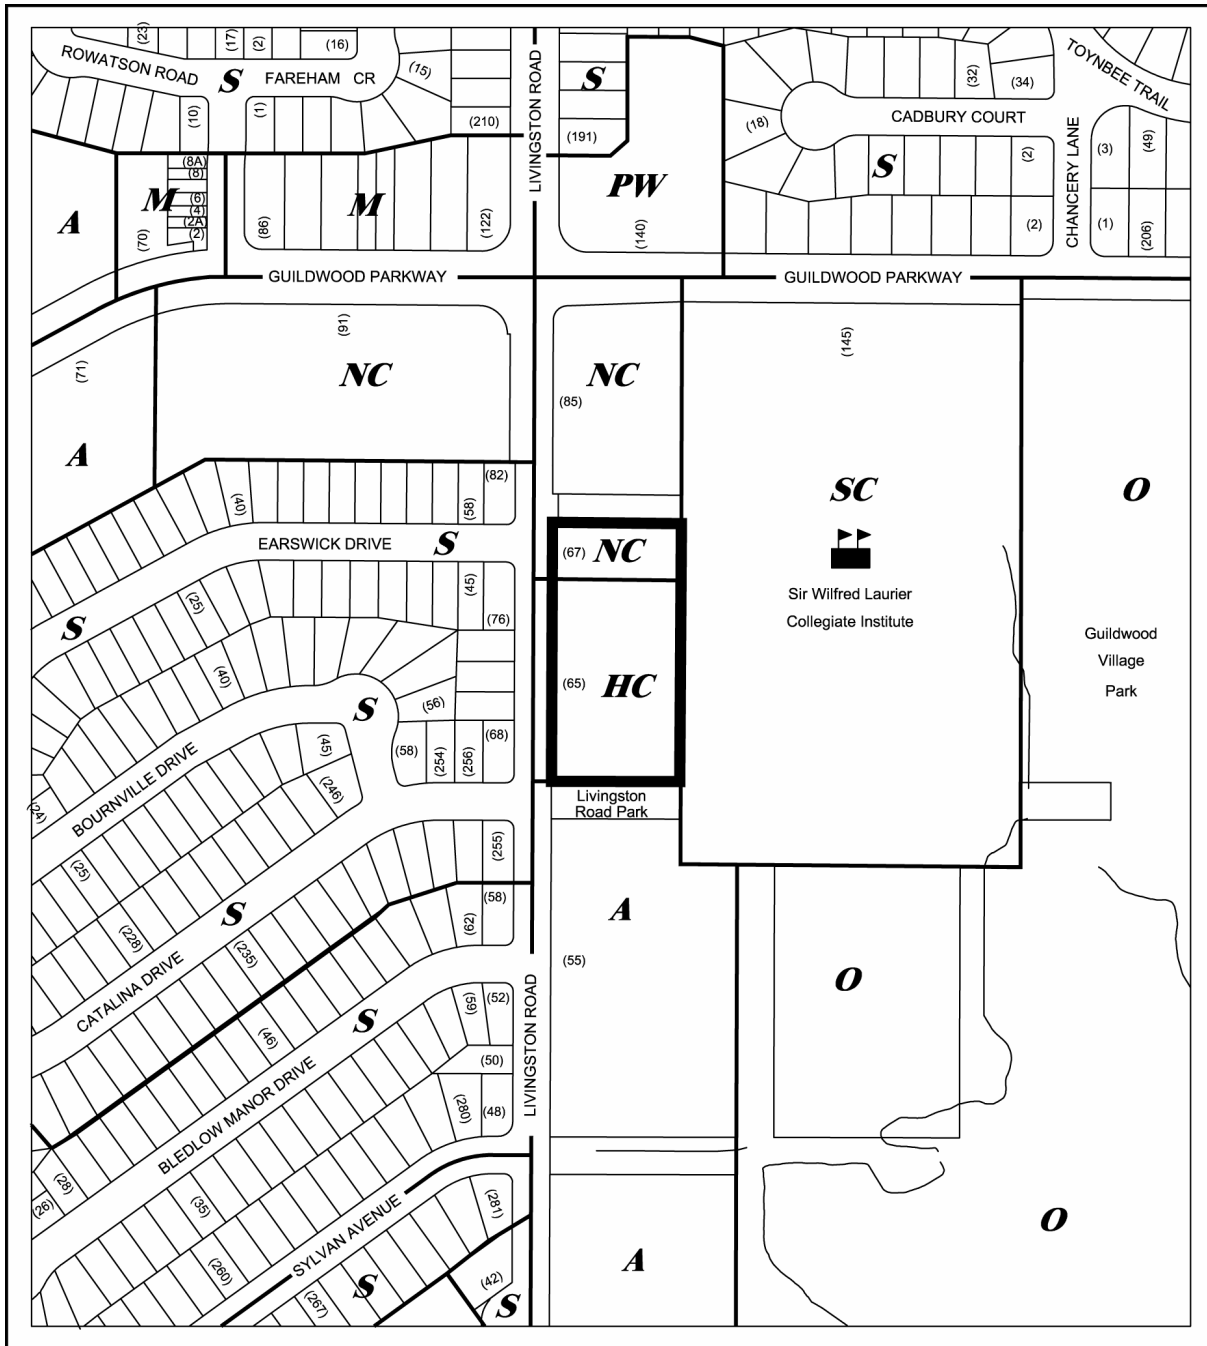 (23)
(17)
(2)
(16)
ROWATSON ROAD
S
FAREHAM CR
(15)
(10)
(1)
(210)
LIVINGSTON ROAD
S
(191)
(18)
CADBURY COURT
(32)
(34)
TOYNBEE TRAIL
S
(2)
(2)
CHANCERY LANE
(3)
(49)
(1)
(206)
A
M
(8A)
(8)
(6)
(4)
(2A)
(2)
(70)
(86)
M
(122)
PW
(140)
GUILDWOOD PARKWAY
GUILDWOOD PARKWAY
(71)
(91)
NC
NC
(85)
(145)
A
(40)
(58)
(82)
SC
O
EARSWICK DRIVE
S
(67)
NC
Sir Wilfred Laurier
Collegiate Institute
S
(25)
(45)
(76)
Guildwood
Village
Park
(40)
(65)
HC
S
(56)
(58)
(254)
(256)
(68)
(45)
(246)
BOURNVILLE DRIVE
(24)
Livingston
Road Park
(25)
(255)
(58)
(62)
S
A
(228)
(235)
(55)
CATALINA DRIVE
O
LIVINGSTON ROAD
(59)
(52)
S
(46)
(50)
(280)
(48)
BLEDLOW MANOR DRIVE
(28)
(26)
(35)
(281)
SYLVAN AVENUE
O
(260)
S
(267)
(42)
S
A